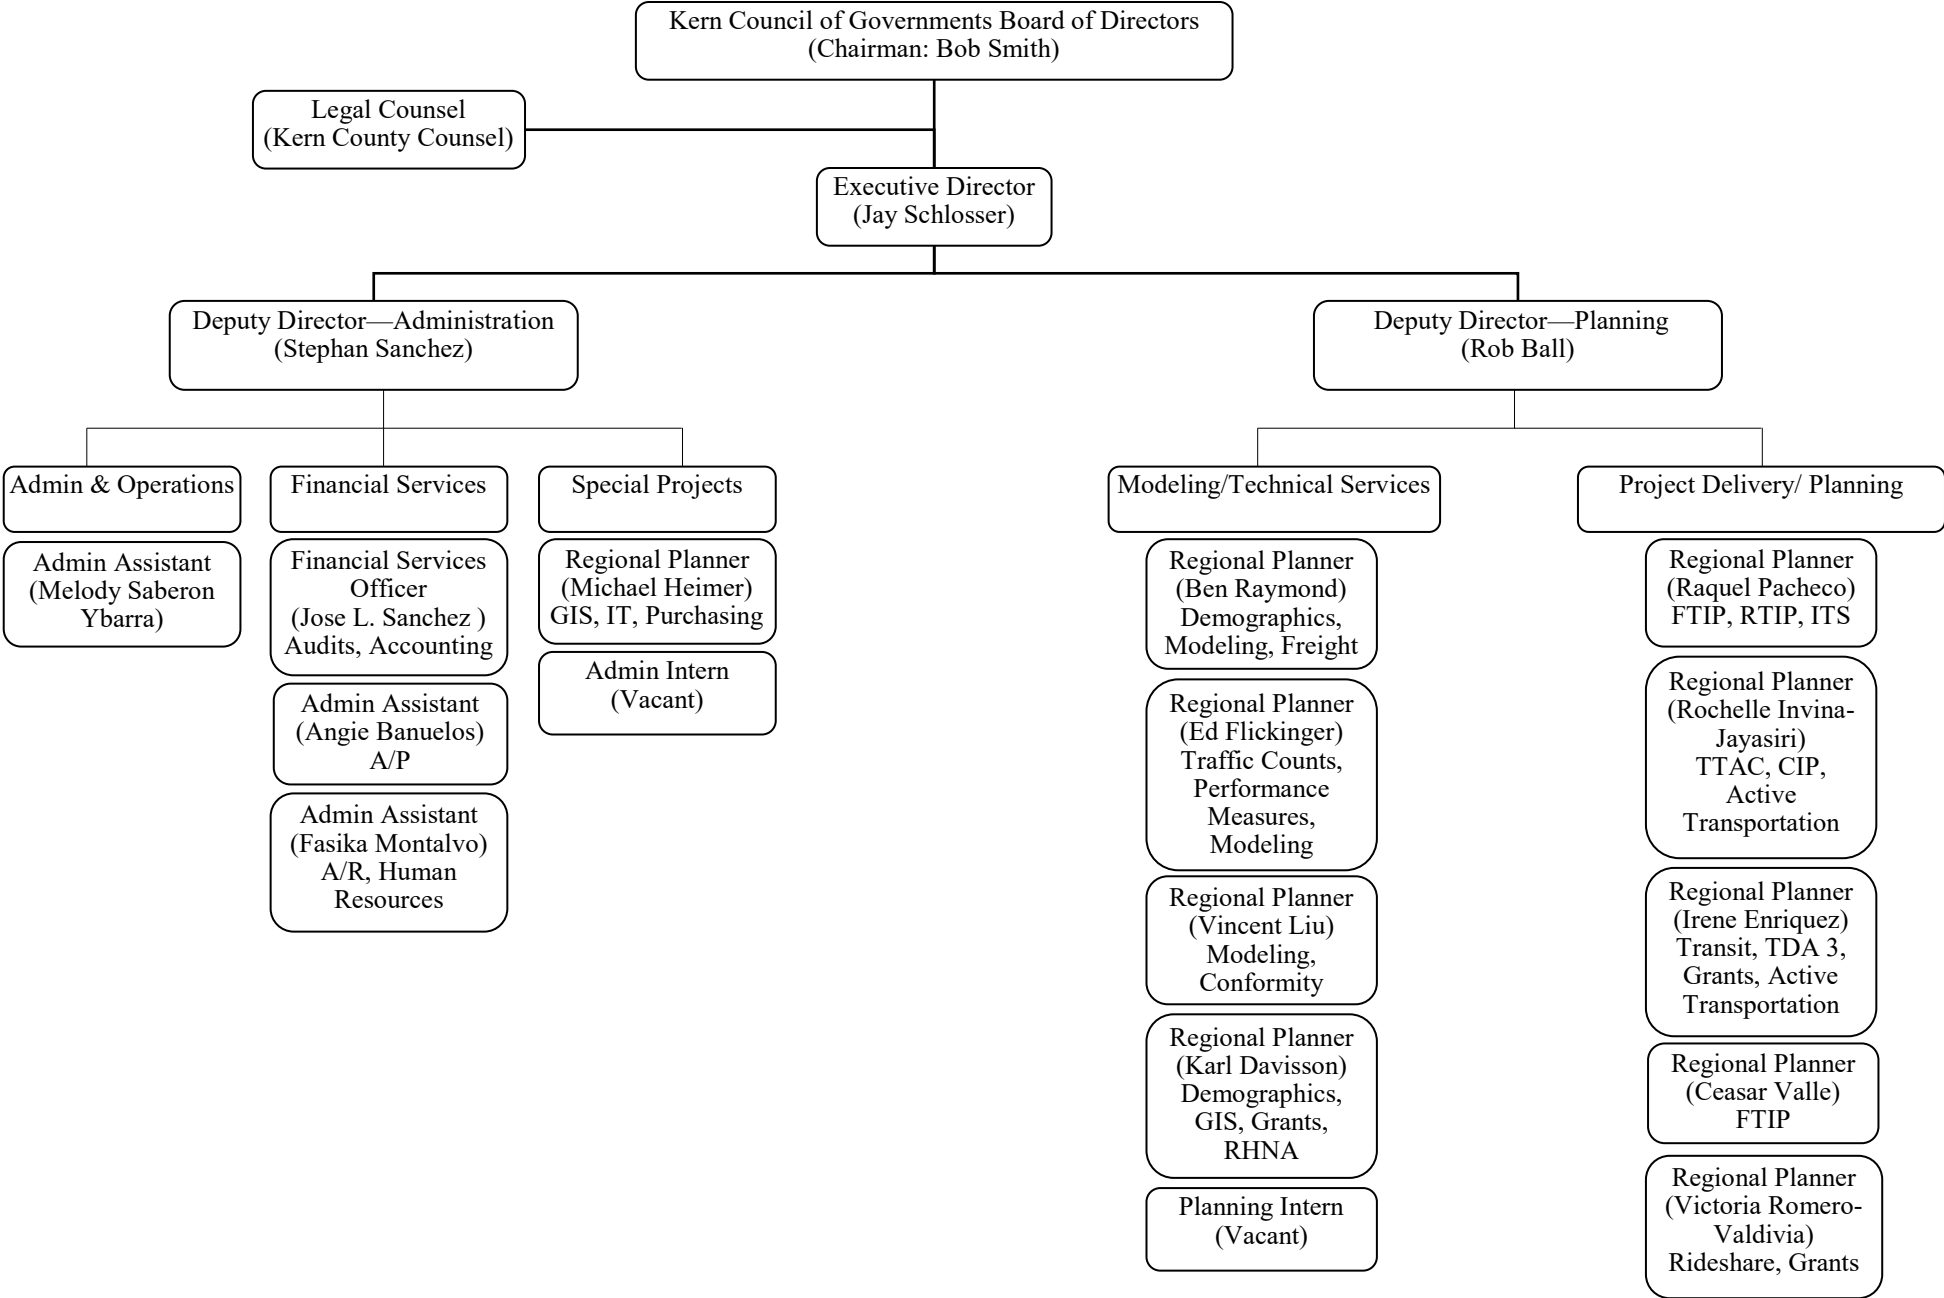 Kern Council of Governments Board of Directors
(Chairman: Bob Smith)
Legal Counsel
(Kern County Counsel)
Executive Director
(Jay Schlosser)
Deputy Director—Administration
(Stephan Sanchez)
Deputy Director—Planning
(Rob Ball)
Admin & Operations
Admin Assistant
(Melody Saberon
Ybarra)
Financial Services
Financial Services
Officer
(Jose L. Sanchez )
Audits, Accounting
Admin Assistant
(Angie Banuelos)
A/P
Admin Assistant
(Fasika Montalvo)
A/R, Human
Resources
Special Projects
Regional Planner
(Michael Heimer)
GIS, IT, Purchasing
Admin Intern
(Vacant)
Modeling/Technical Services
Regional Planner
(Ben Raymond)
Demographics,
Modeling, Freight
Regional Planner
(Ed Flickinger)
Traffic Counts,
Performance
Measures,
Modeling
Regional Planner
(Vincent Liu)
Modeling,
Conformity
Regional Planner
(Karl Davisson)
Demographics,
GIS, Grants,
RHNA
Planning Intern
(Vacant)
Project Delivery/ Planning
Regional Planner
(Raquel Pacheco)
FTIP, RTIP, ITS
Regional Planner
(Rochelle Invina-
Jayasiri)
TTAC, CIP,
Active
Transportation
Regional Planner
(Irene Enriquez)
Transit, TDA 3,
Grants, Active
Transportation
Regional Planner
(Ceasar Valle)
FTIP
Regional Planner
(Victoria Romero-
Valdivia)
Rideshare, Grants